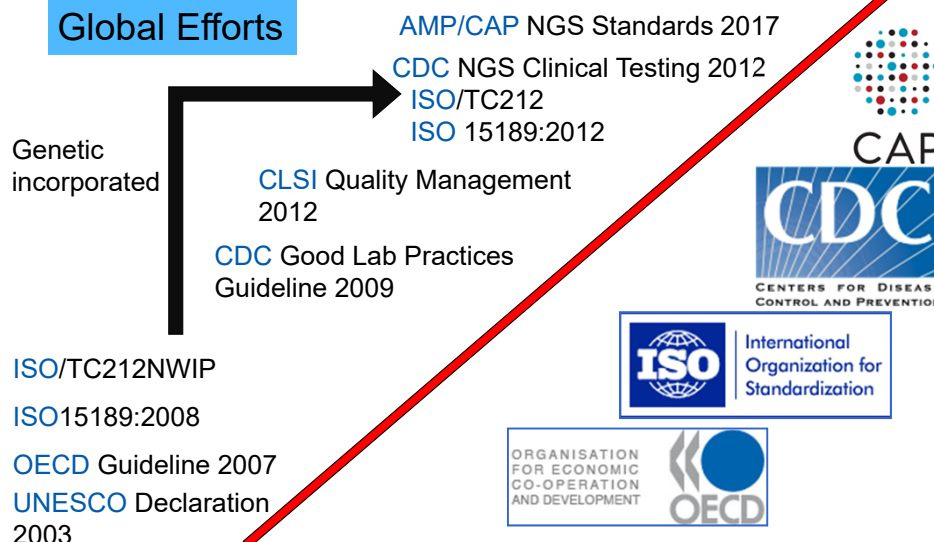 Global Efforts
AMP/CAP NGS Standards 2017
CDC NGS Clinical Testing 2012
ISO/TC212
ISO 15189:2012
Genetic
incorporated
CLSI Quality Management
2012
CDC Good Lab Practices
Guideline 2009
ISO/TC212NWIP
ISO15189:2008
OECD Guideline 2007
UNESCO Declaration
2003
CAP
CDC
CENTERS FOR DISEAS
CONTROL AND PREVENTION
ISO
International
Organization for
Standardization
ORGANISATION
FOR ECONOMIC
CO-OPERATION
AND DEVELOPMENT
OECD